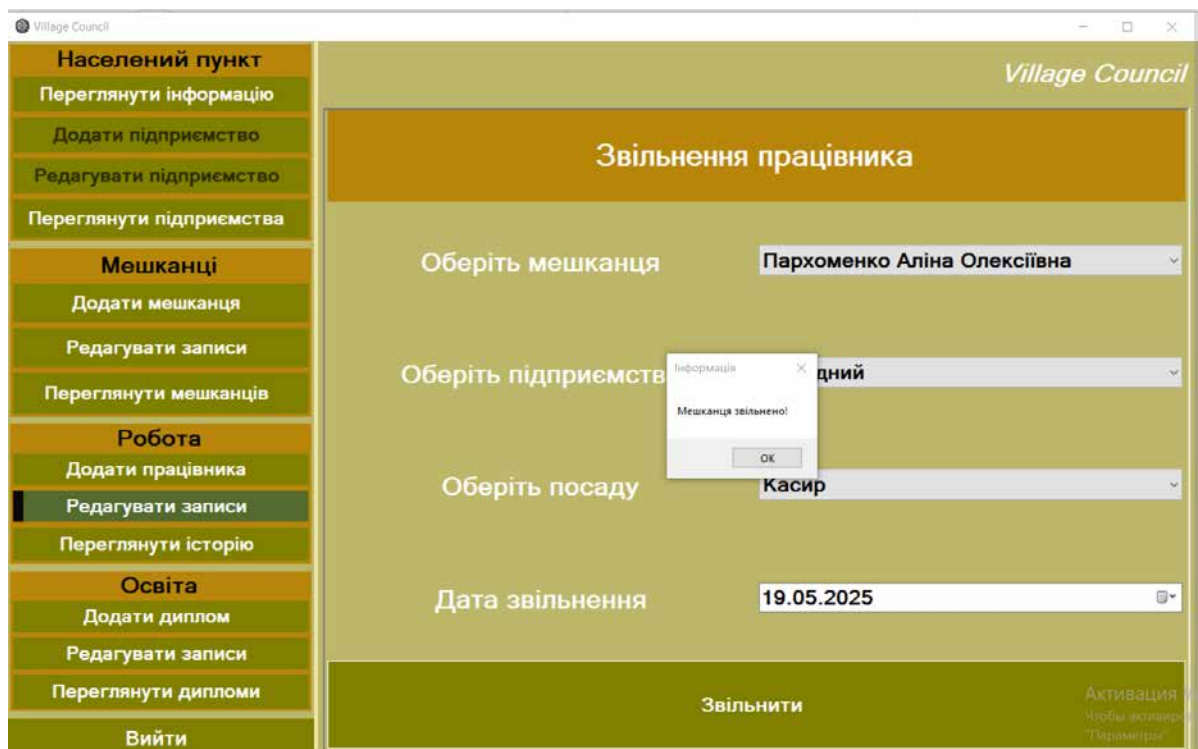 Village Council
Населений пункт
Переглянути інформацію
Додати підприємство
Редагувати підприємство
Переглянути підприємства
Мешканці
Додати мешканця
Редагувати записи
Переглянути мешканців
Робота
Додати працівника
Редагувати записи
Переглянути історію
Освіта
Додати диплом
Редагувати записи
Переглянути дипломи
Вийти
Village Council
Звільнення працівника
Оберіть мешканця
Пархоменко Аліна Олексіївна
Оберіть підприємств
дний
Інформація
Мешканця звільнено!
ОК
Оберіть посаду
Касир
Дата звільнення
19.05.2025
Звільнити
Активация
Чтобы
"Параметры"